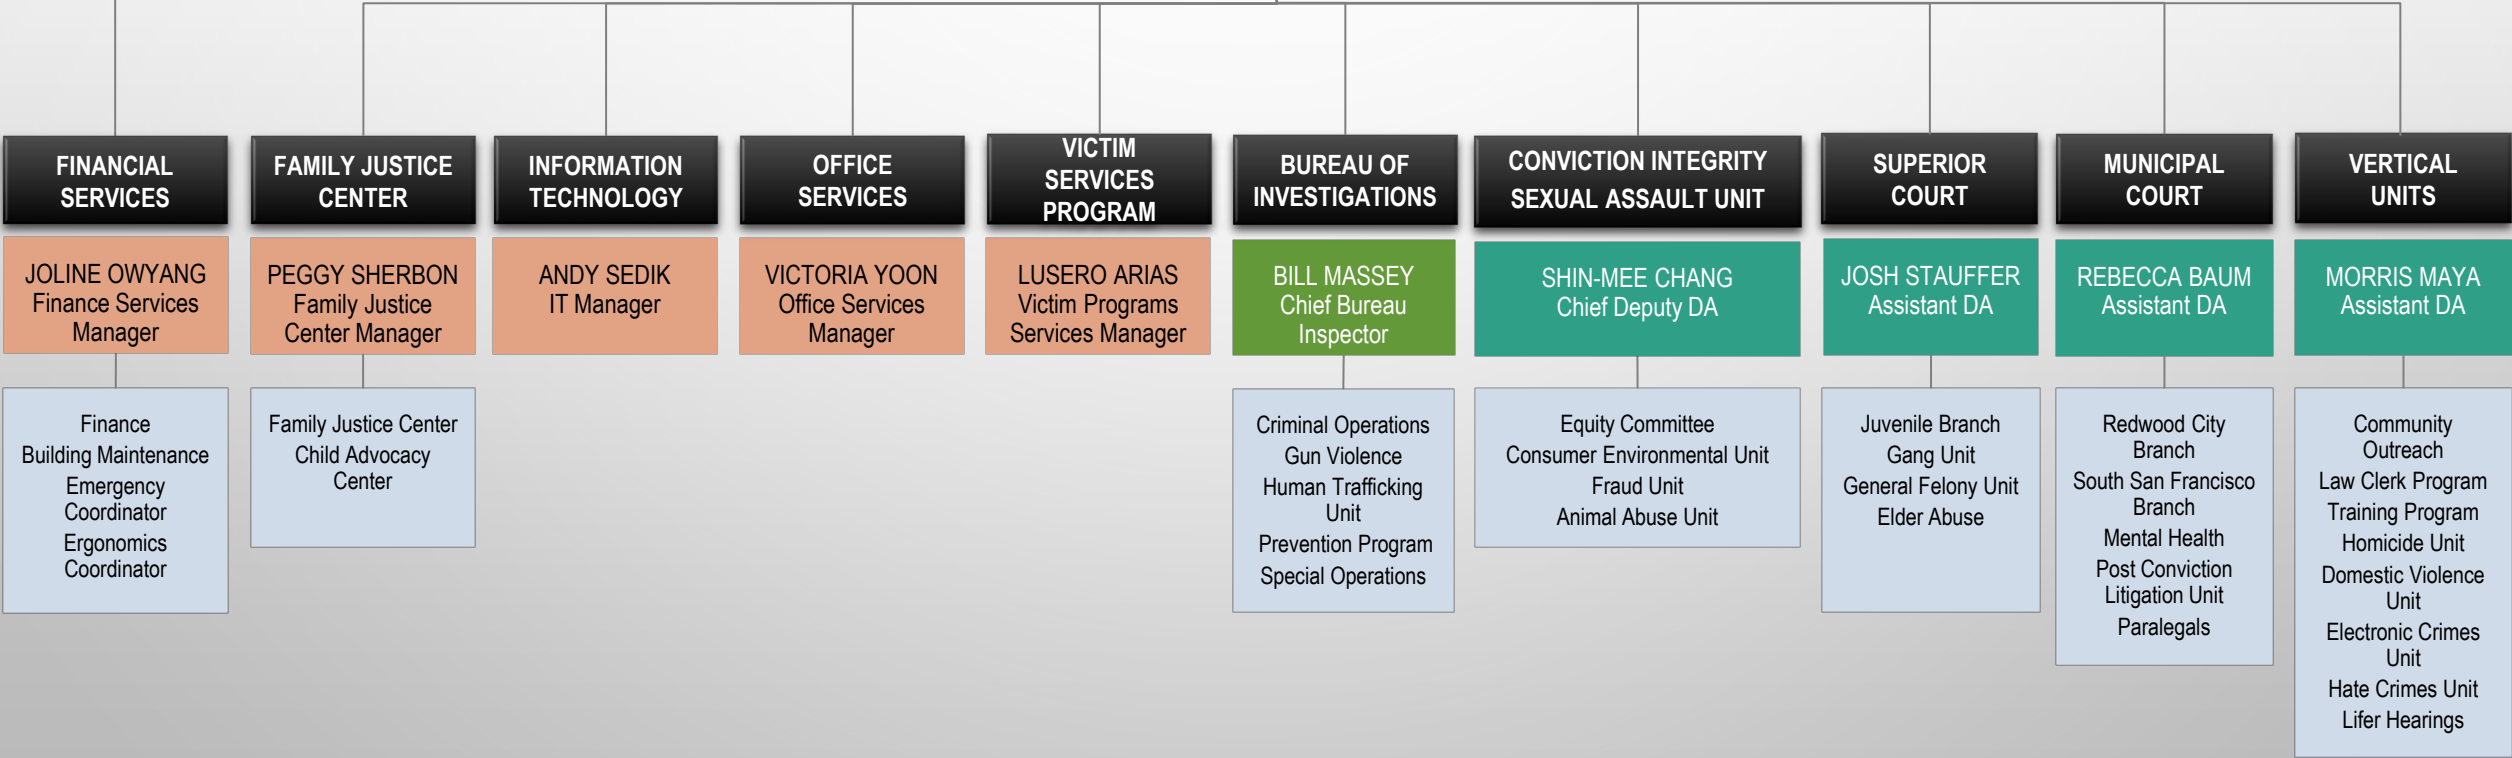 FINANCIAL
SERVICES
JOLINE OWYANG
Finance Services
Manager
Finance
Building Maintenance
Emergency
Coordinator
Ergonomics
Coordinator
FAMILY JUSTICE
CENTER
PEGGY SHERBON
Family Justice
Center Manager
Family Justice Center
Child Advocacy
Center
INFORMATION
TECHNOLOGY
ANDY SEDIK
IT Manager
OFFICE
SERVICES
VICTORIA YOON
Office Services
Manager
VICTIM
SERVICES
PROGRAM
LUSERO ARIAS
Victim Programs
Services Manager
BUREAU OF
INVESTIGATIONS
BILL MASSEY
Chief Bureau
Inspector
Criminal Operations
Gun Violence
Human Trafficking
Unit
Prevention Program
Special Operations
CONVICTION INTEGRITY
SEXUAL ASSAULT UNIT
SHIN-MEE CHANG
Chief Deputy DA
Equity Committee
Consumer Environmental Unit
Fraud Unit
Animal Abuse Unit
SUPERIOR
COURT
JOSH STAUFFER
Assistant DA
Juvenile Branch
Gang Unit
General Felony Unit
Elder Abuse
MUNICIPAL
COURT
REBECCA BAUM
Assistant DA
Redwood City
Branch
South San Francisco
Branch
Mental Health
Post Conviction
Litigation Unit
Paralegals
VERTICAL
UNITS
MORRIS MAYA
Assistant DA
Community
Outreach
Law Clerk Program
Training Program
Homicide Unit
Domestic Violence
Unit
Electronic Crimes
Unit
Hate Crimes Unit
Lifer Hearings